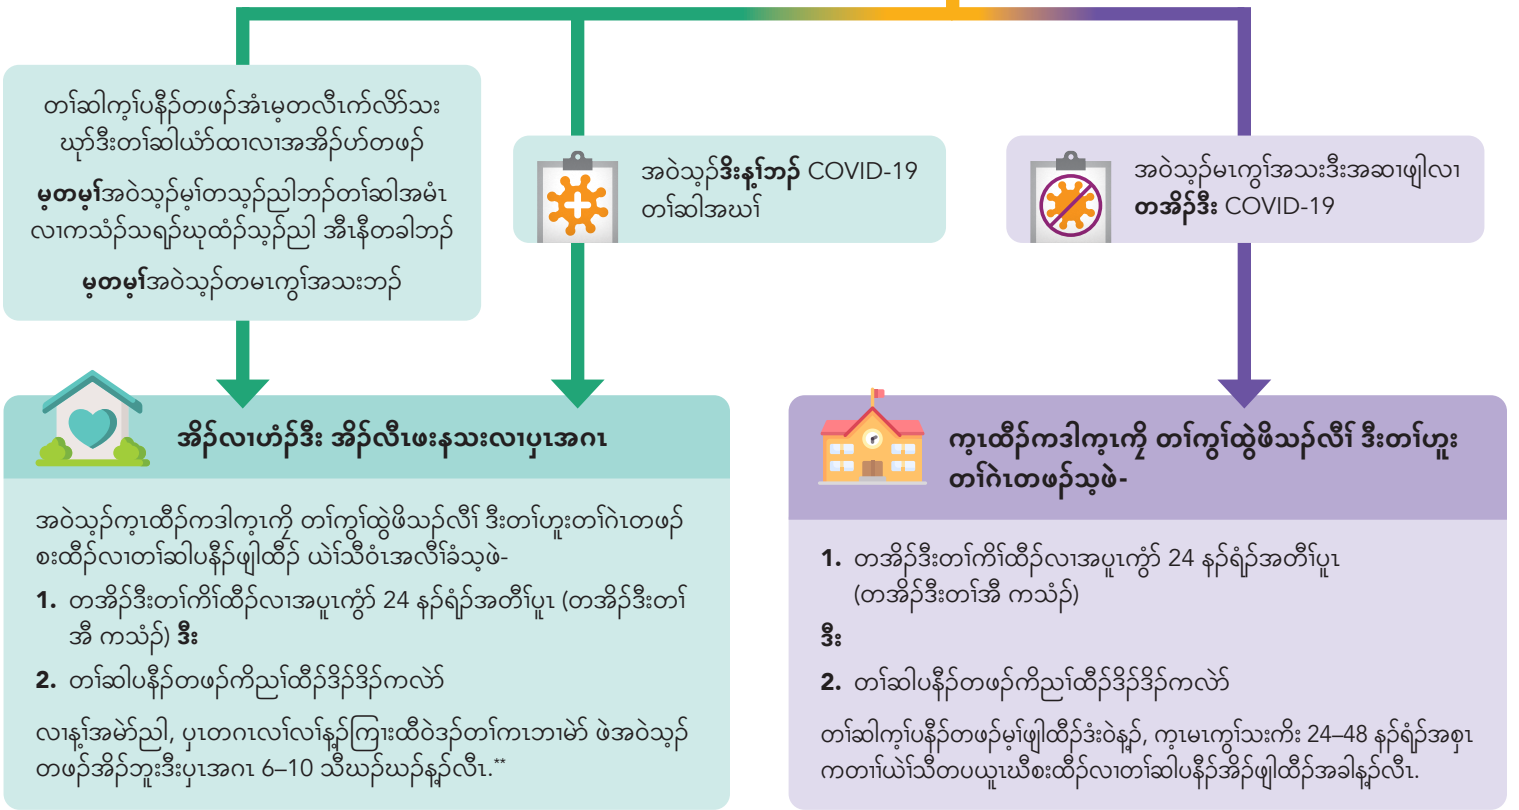 တၢ်ဆါက့ၢ်ပနီၣ်တဖၣ်အံၤမ့တလီၤက်လိာ်သး
ဃုာ်ဒီးတၢ်ဆါယံာ်ထၢလၢအအိၣ်ဟ်တဖၣ်
မ့တမ့ၢ်အဝဲသ့ၣ်မ့ၢ်တသ့ၣ်ညါဘၣ်တၢ်ဆါအမံၤ
လၢကသံၣ်သရၣ်ဃုထံၣ်သ့ၣ်ညါ အီၤနီတခါဘၣ်
မ့တမ့ၢ်အဝဲသ့ၣ်တမၤကွၢ်အသးဘၣ်
အဝဲသ့ၣ်ဒိးန့ၢ်ဘၣ် COVID-19
တၢ်ဆါအဃၢ်
အဝဲသ့ၣ်မၤကွၢ်အသးဒီးအဆၢဖျါလၢ
တအိၣ်ဒီး COVID-19
အိၣ်လၢဟံၣ်ဒီး အိၣ်လီၤဖးနသးလၢပှၤအဂၤ
အဝဲသ့ၣ်က့ၤထီၣ်ကဒါက့ၤကၠိ တၢ်ကွၢ်ထွဲဖိသၣ်လီၢ် ဒီးတၢ်ဟူးတၢ်ဂဲၤတဖၣ်
စးထီၣ်လၢတၢ်ဆါပနီၣ်ဖျါထီၣ် ယဲၢ်သီဝံၤအလီၢ်ခံသ့ဖဲ-
1. တအိၣ်ဒီးတၢ်ကိၢ်ထီၣ်လၢအပူၤကွံာ် 24 နၣ်ရံၣ်အတီၢ်ပူၤ (တအိၣ်ဒီးတၢ်
အီ ကသံၣ်) ဒီး
2. တၢ်ဆါပနီၣ်တဖၣ်ကိညၢ်ထီၣ်ဒိၣ်ဒိၣ်ကလဲာ်
လၢန့ၢ်အမဲာ်ညါ, ပှၤတဂၤလၢ်လၢ်န့ၣ်ကြၢးထီဝဲဒၣ်တၢ်ကၤဘၢမဲာ် ဖဲအဝဲသ့ၣ်
တဖၣ်အိၣ်ဘူးဒီးပှၤအဂၤ 6–10 သီဃၣ်ဃၣ်န့ၣ်လီၤ.**
က့ၤထီၣ်ကဒါက့ၤကၠိ တၢ်ကွၢ်ထွဲဖိသၣ်လီၢ် ဒီးတၢ်ဟူး
တၢ်ဂဲၤတဖၣ်သ့ဖဲ-
1. တအိၣ်ဒီးတၢ်ကိၢ်ထီၣ်လၢအပူၤကွံာ် 24 နၣ်ရံၣ်အတီၢ်ပူၤ
(တအိၣ်ဒီးတၢ်အီ ကသံၣ်)
ဒီး
2. တၢ်ဆါပနီၣ်တဖၣ်ကိညၢ်ထီၣ်ဒိၣ်ဒိၣ်ကလဲာ်
တၢ်ဆါက့ၢ်ပနီၣ်တဖၣ်မ့ၢ်ဖျါထီၣ်ဒံးဝဲန့ၣ်, က့ၤမၤကွၢ်သးကိး 24–48 နၣ်ရံၣ်အစှၤ
ကတၢၢ်ယဲၢ်သီတပယူၤဃီစးထီၣ်လၢတၢ်ဆါပနီၣ်အိၣ်ဖျါထီၣ်အခါန့ၣ်လီၤ.